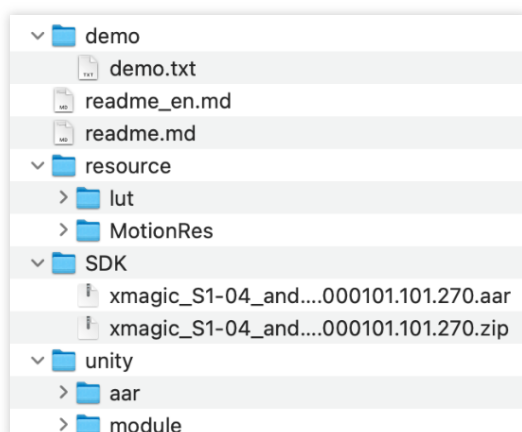 demo
demo.txt
readme_en.md
readme.md
resource
lut
MotionRes
SDK
xmagic_S1-04_and....000101.101.270.aar
xmagic_S1-04_and....000101.101.270.zip
unity
aar
module